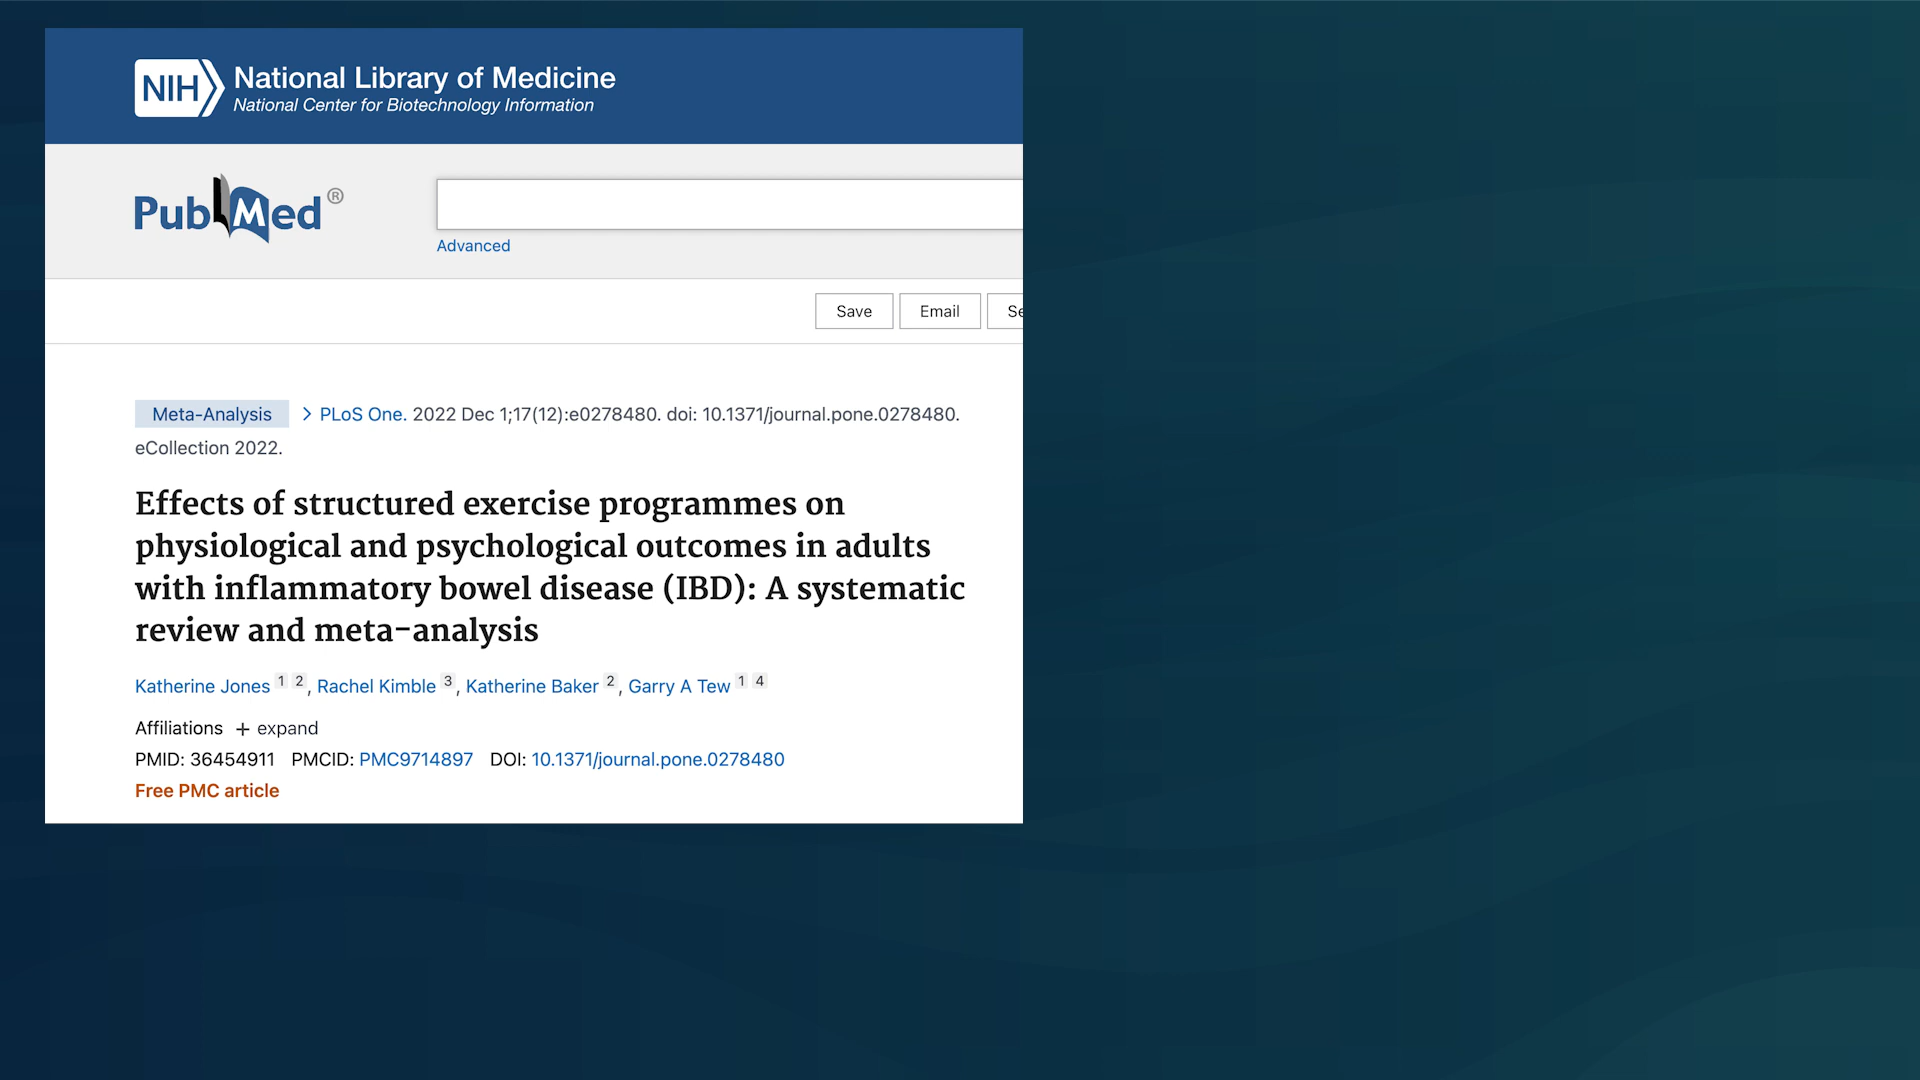 NIH National Library of Medicine
National Center for Biotechnology Information
PubMed®
Advanced
Save Email
Meta-Analysis > PLoS One. 2022 Dec 1;17(12):e0278480. doi: 10.1371/journal.pone.0278480.
eCollection 2022.
Effects of structured exercise programmes on
physiological and psychological outcomes in adults
with inflammatory bowel disease (IBD): A systematic
review and meta-analysis
Katherine Jones 1 2, Rachel Kimble 3, Katherine Baker 2, Garry A Tew 1 4
Affiliations + expand
PMID: 36454911 PMCID: PMC9714897 DOI: 10.1371/journal.pone.0278480
Free PMC article